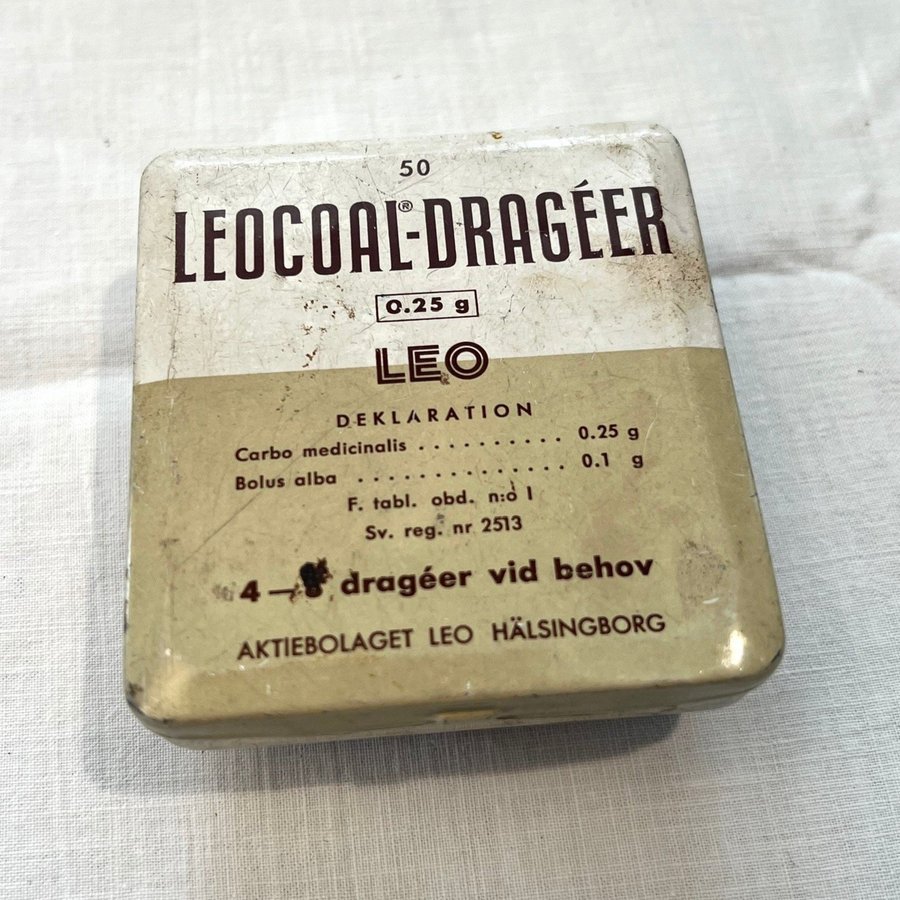 50
LEOCOAL®-DRAGÉER
0.25 g
LEO
DEKLARATION
Carbo medicinalis . . . . . . . . . . 0.25 g
Bolus alba . . . . . . . . . . . . . . 0.1 g
F. tabl. obd. n:o I
Sv. reg. nr 2513
4 — dragéer vid behov
AKTIEBOLAGET LEO HÄLSINGBORG